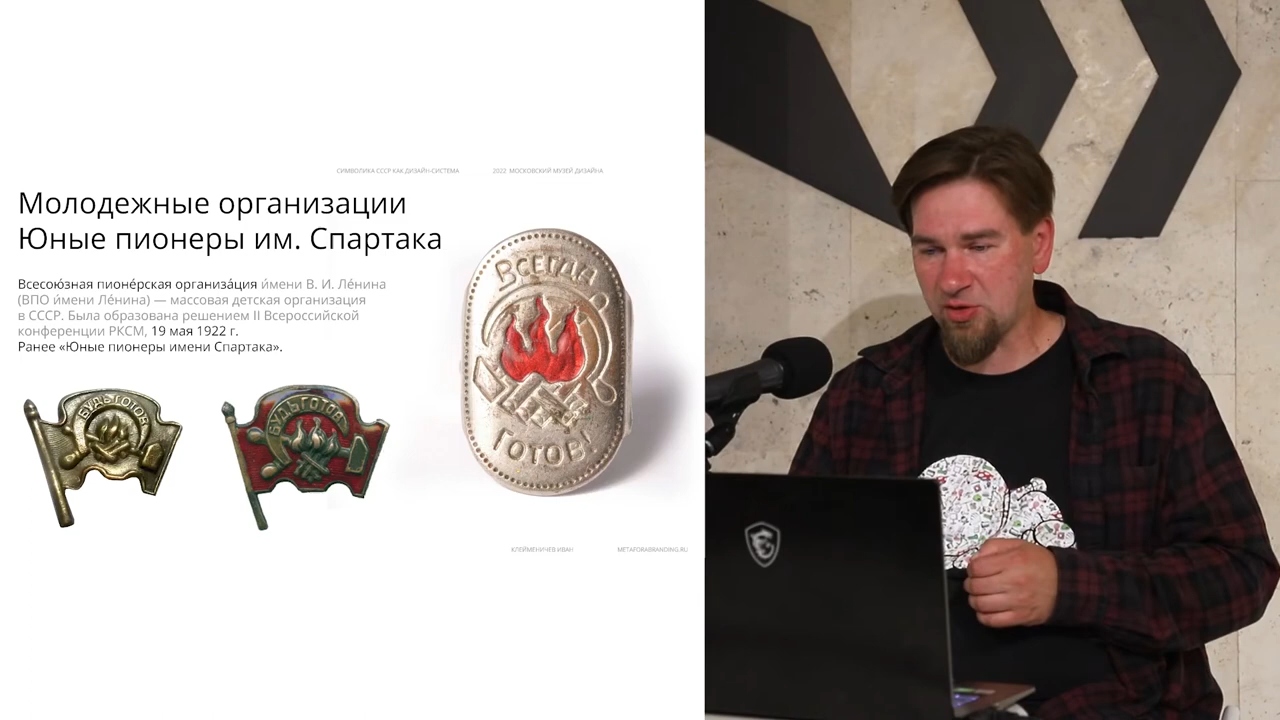 СИМВОЛИКА СССР КАК ДИЗАЙН-СИСТЕМА
2022 МОСКОВСКИЙ МУЗЕЙ ДИЗАЙНА
Молодежные организации
Юные пионеры им. Спартака
Всесою́зная пионе́рская организа́ция и́мени В. И. Ле́нина
(ВПО и́мени Ле́нина) — массовая детская организация
в СССР. Была образована решением II Всероссийской
конференции РКСМ, 19 мая 1922 г.
Ранее «Юные пионеры имени Спартака».
БУДЬ ГОТОВ
БУДЬ ГОТОВ
ВСЕГДА
ГОТОВ!
КЛЕЙМЕНИЧЕВ ИВАН
METAFORABRANDING.RU